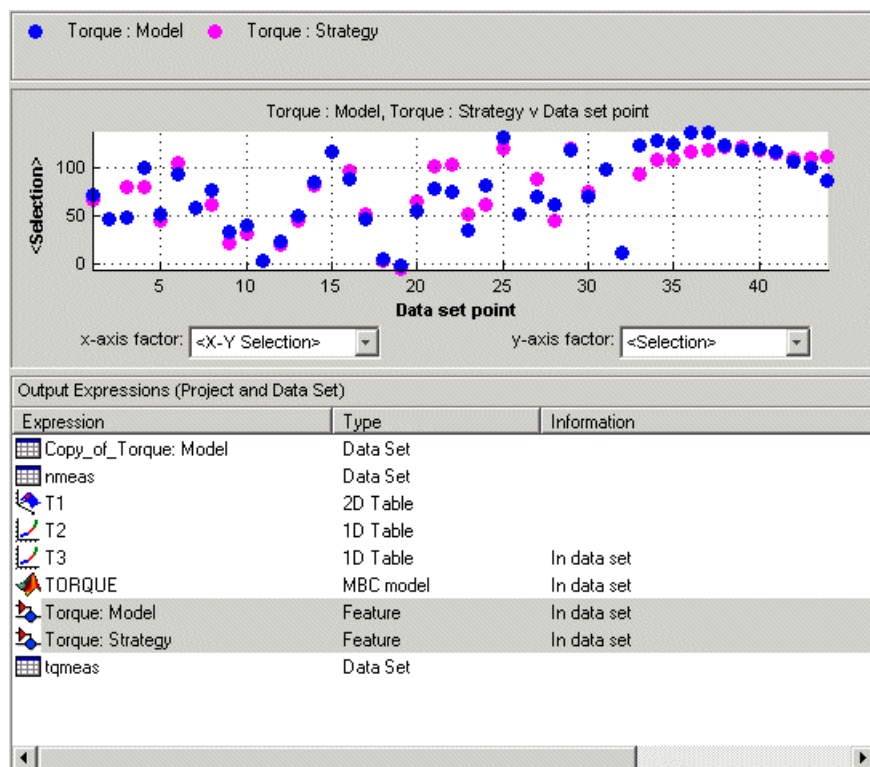 Torque : Model Torque : Strategy
Torque : Model, Torque : Strategy v Data set point
<Selection>
100
50
0
5 10 15 20 25 30 35 40
Data set point
x-axis factor: <X-Y Selection> y-axis factor: <Selection>
Output Expressions (Project and Data Set)
Expression Type Information
Copy_of_Torque: Model Data Set
nmeas Data Set
T1 2D Table
T2 1D Table
T3 1D Table In data set
TORQUE MBC model In data set
Torque: Model Feature In data set
Torque: Strategy Feature In data set
tqmeas Data Set